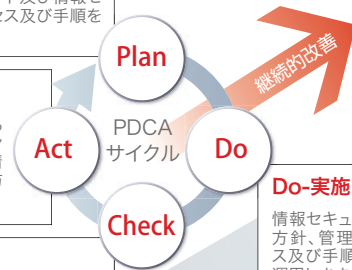 セス及び手順を
Plan
継続的改善
PDCA
サイクル
Act
Do
Check
Do-実施
情報セキュ
方針、管理
ス及び手順